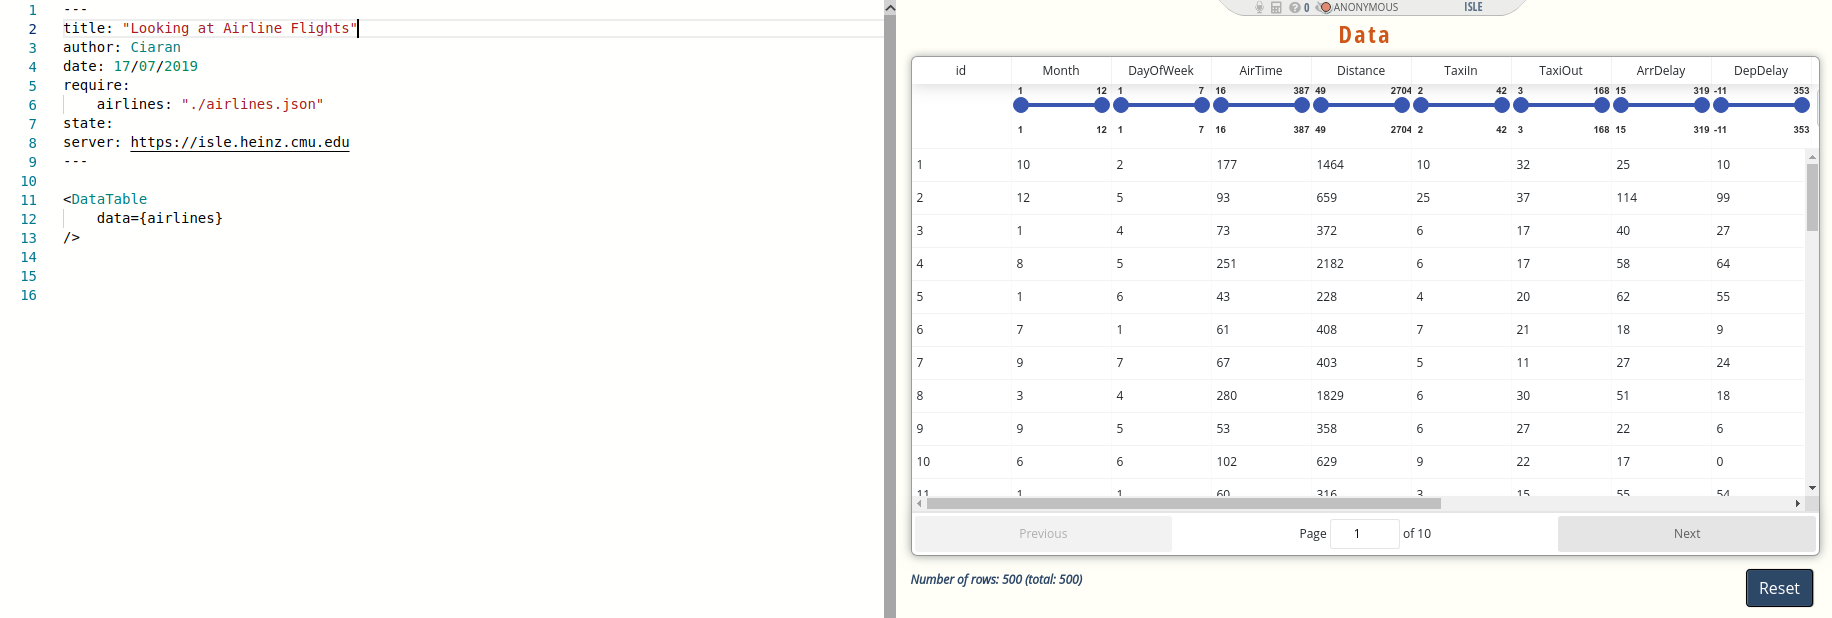 1 ---
2 title: "Looking at Airline Flights"
3 author: Ciaran
4 date: 17/07/2019
5 require:
6 airlines: "./airlines.json"
7 state:
8 server: https://isle.heinz.cmu.edu
9 ---
10
11 <DataTable
12 data={airlines}
13 />
14
15
16
0 ANONYMOUS ISLE
Data
id Month DayOfWeek AirTime Distance TaxiIn TaxiOut ArrDelay DepDelay
1 12 1 7 16 387 49 2704 2 42 3 168 15 319 -11 353
1 12 1 7 16 387 49 2704 2 42 3 168 15 319 -11 353
1 10 2 177 1464 10 32 25 10
2 12 5 93 659 25 37 114 99
3 1 4 73 372 6 17 40 27
4 8 5 251 2182 6 17 58 64
5 1 6 43 228 4 20 62 55
6 7 1 61 408 7 21 18 9
7 9 7 67 403 5 11 27 24
8 3 4 280 1829 6 30 51 18
9 9 5 53 358 6 27 22 6
10 6 6 102 629 9 22 17 0
11 1 1 60 316 3 15 55 54
Previous Page 1 of 10 Next
Number of rows: 500 (total: 500)
Reset